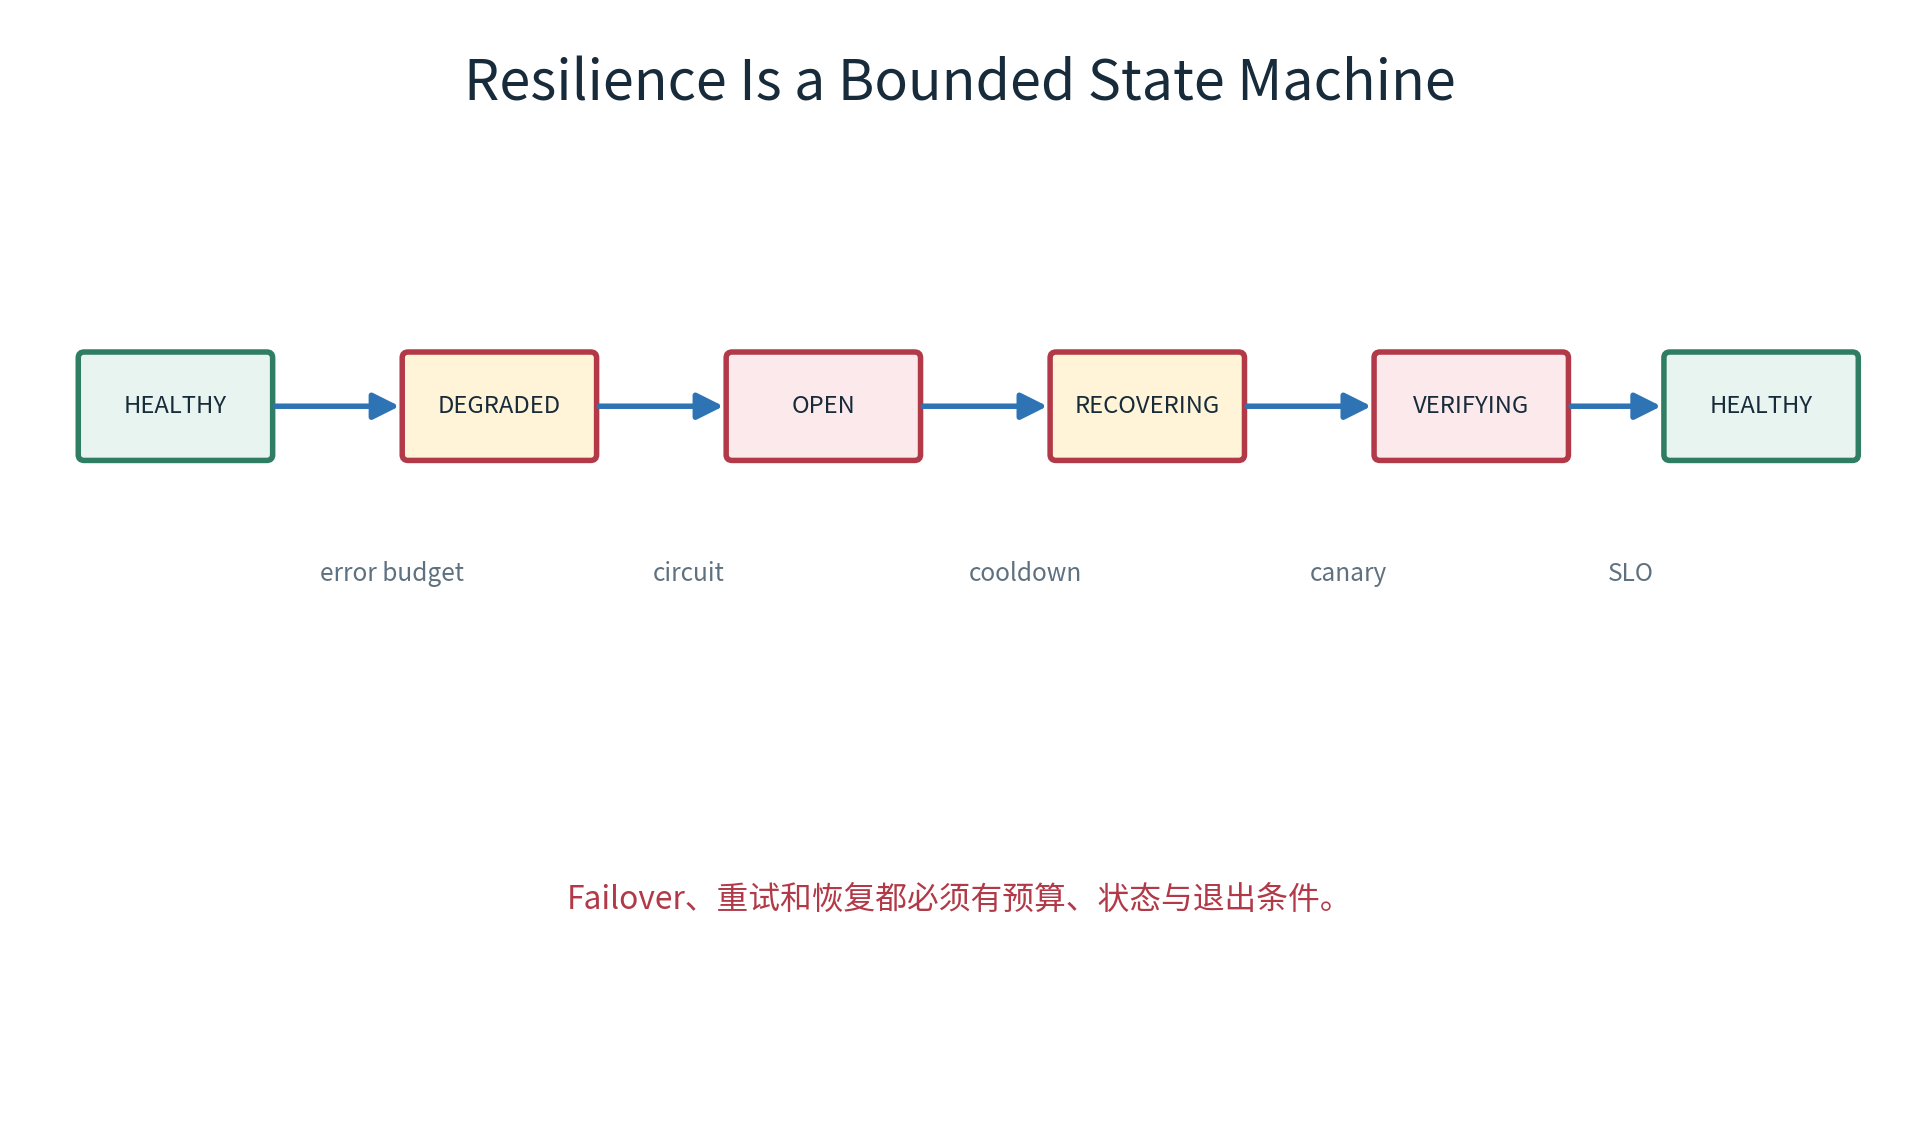 Resilience Is a Bounded State Machine
HEALTHY
DEGRADED
OPEN
RECOVERING
VERIFYING
HEALTHY
error budget
circuit
cooldown
canary
SLO
Failover、重试和恢复都必须有预算、状态与退出条件。